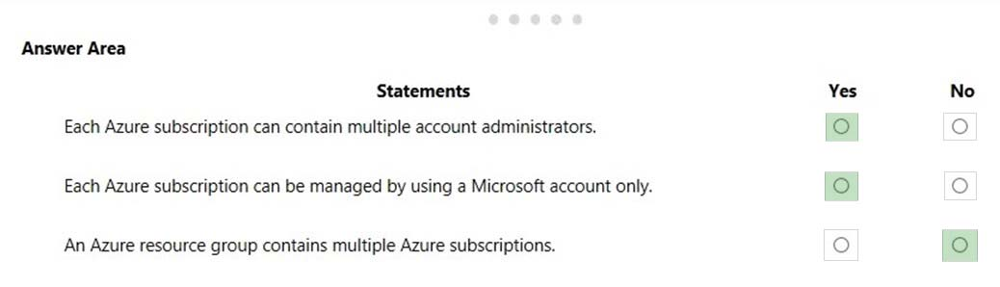 Answer Area
Statements Yes No
Each Azure subscription can contain multiple account administrators.
Each Azure subscription can be managed by using a Microsoft account only.
An Azure resource group contains multiple Azure subscriptions.